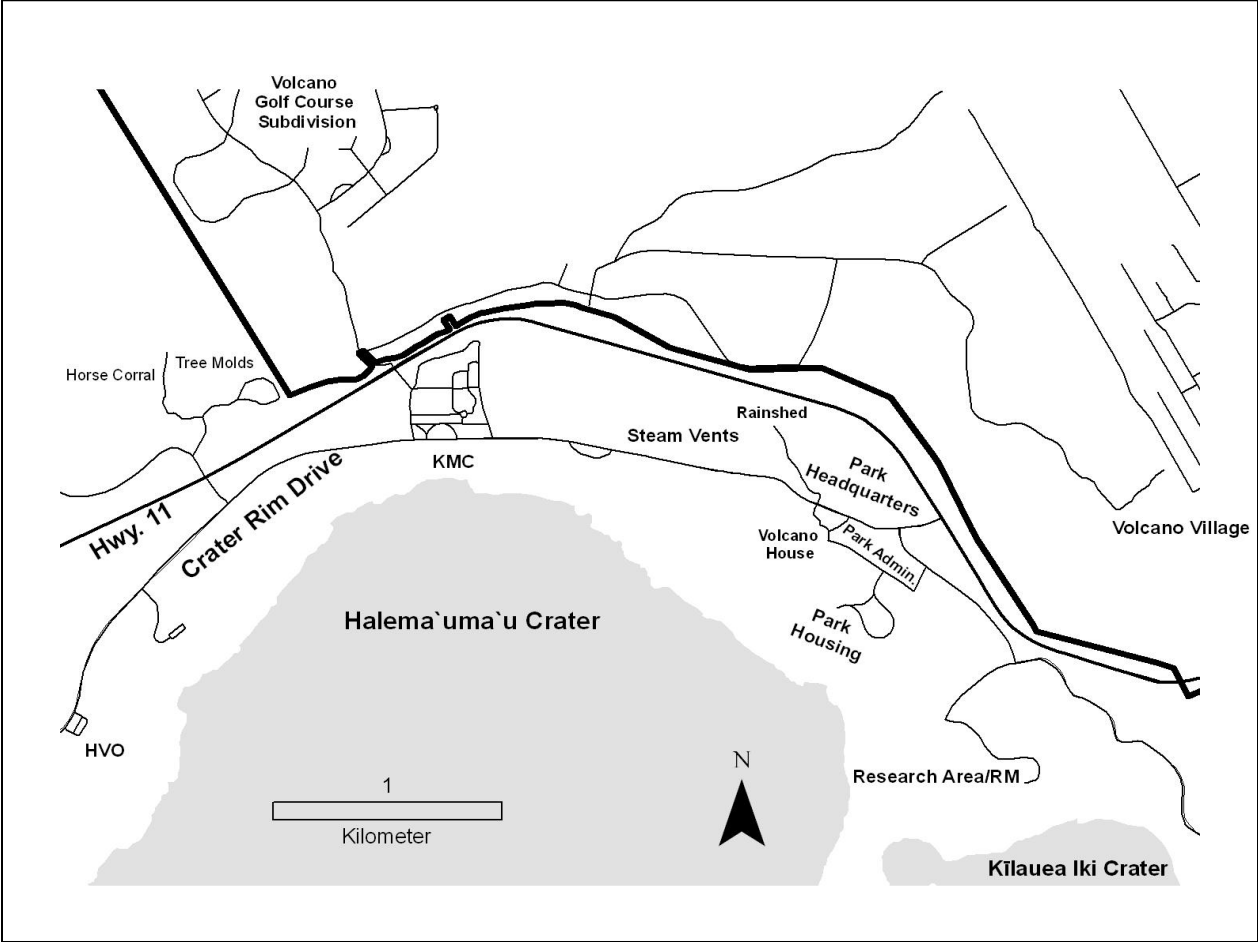 Volcano
Golf Course
Subdivision
Horse Corral
Tree Molds
Rainshed
Steam Vents
KMC
Park
Headquarters
Hwy. 11
Crater Rim Drive
Volcano Village
Volcano
House
Park Admin.
Halema`uma`u Crater
Park
Housing
HVO
N
Research Area/RM
1
Kilometer
Kīlauea Iki Crater